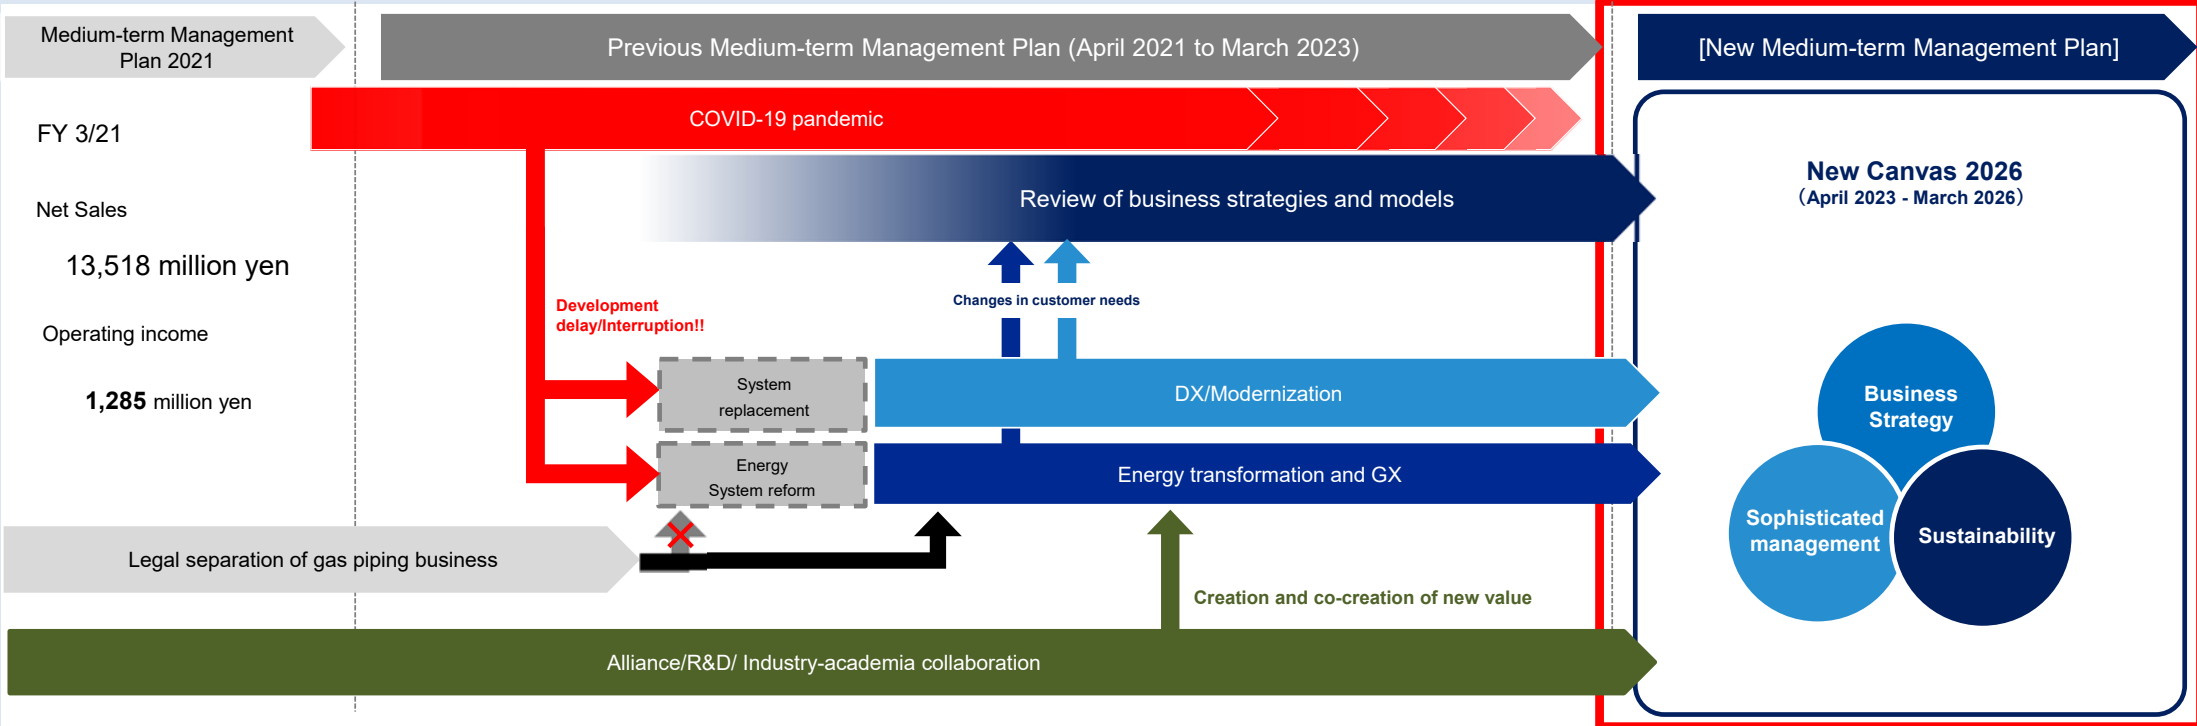 Medium-term Management
Plan 2021
Previous Medium-term Management Plan (April 2021 to March 2023)
[New Medium-term Management Plan]
COVID-19 pandemic
FY 3/21
Net Sales
13,518 million yen
Operating income
1,285 million yen
Review of business strategies and models
Development
delay/Interruption!!
Changes in customer needs
System
replacement
DX/Modernization
Energy
System reform
Energy transformation and GX
Legal separation of gas piping business
Creation and co-creation of new value
Alliance/R&D/ Industry-academia collaboration
New Canvas 2026
（April 2023 - March 2026）
Business
Strategy
Sophisticated
management
Sustainability